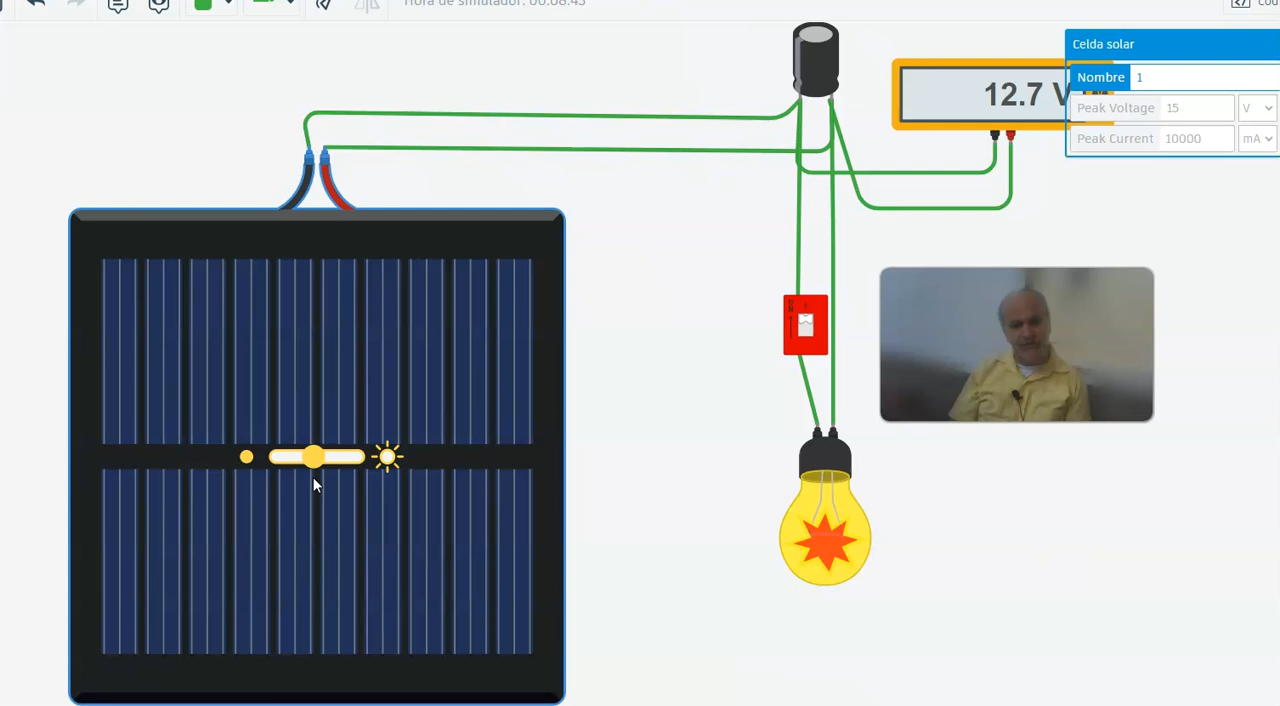 Hora de simulador: 00:08:43
Cód
Celda solar
Nombre 1
12.7 V
Peak Voltage 15 V
Peak Current 10000 mA